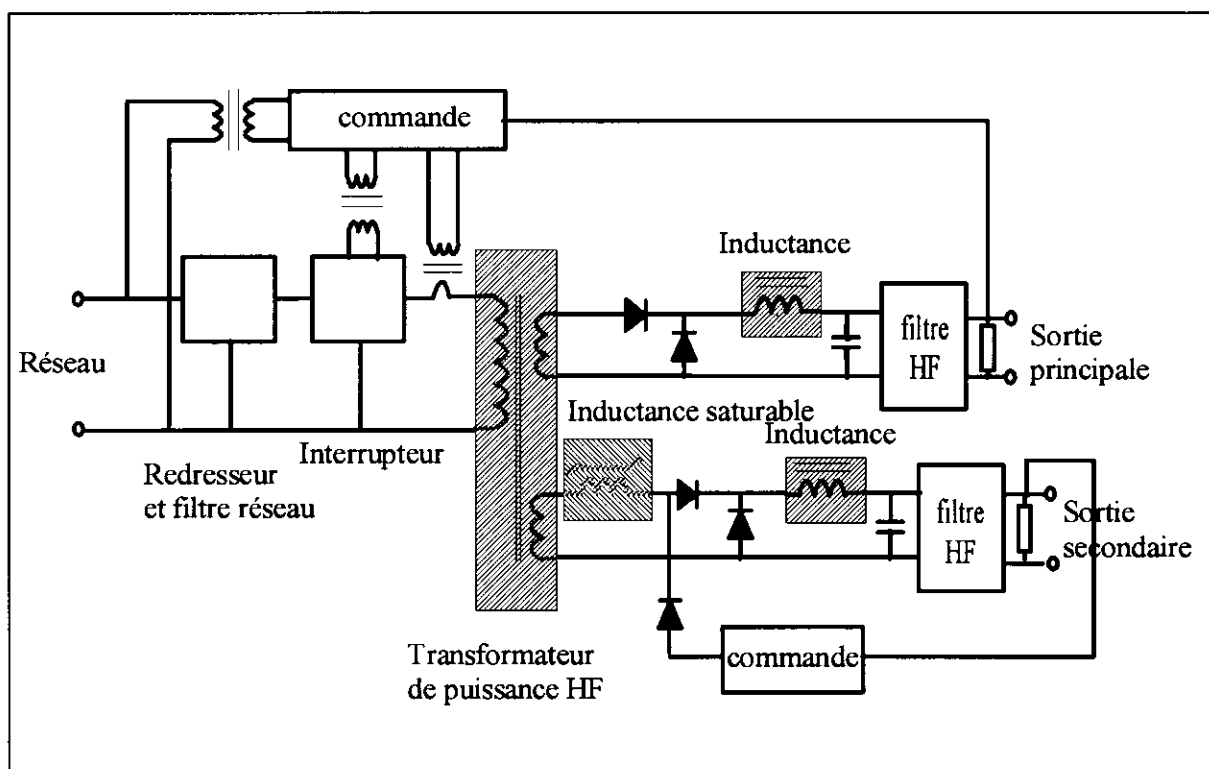 commande
Inductance
filtre
HF
Sortie
principale
Réseau
Inductance saturable
Inductance
Interrupteur
Redresseur
et filtre réseau
filtre
HF
Sortie
secondaire
Transformateur
de puissance HF
commande